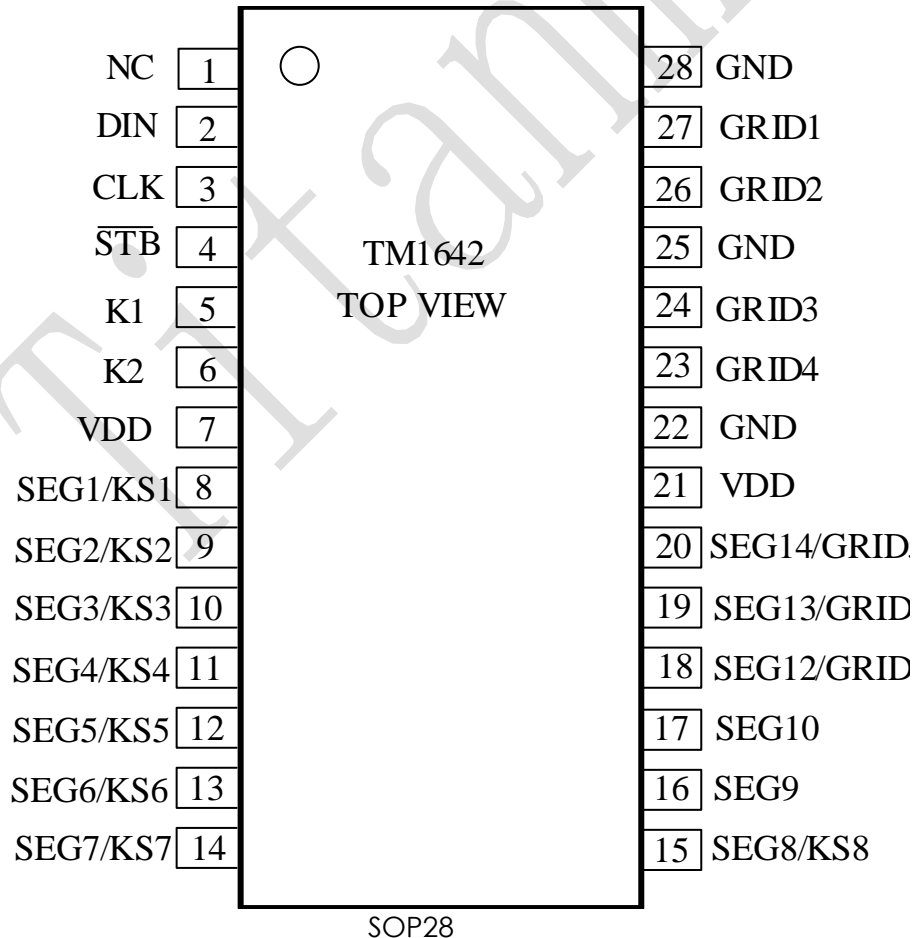 NC 1
DIN 2
CLK 3
STB 4
K1 5
K2 6
VDD 7
SEG1/KS1 8
SEG2/KS2 9
SEG3/KS3 10
SEG4/KS4 11
SEG5/KS5 12
SEG6/KS6 13
SEG7/KS7 14
TM1642
TOP VIEW
28 GND
27 GRID1
26 GRID2
25 GND
24 GRID3
23 GRID4
22 GND
21 VDD
20 SEG14/GRID
19 SEG13/GRID
18 SEG12/GRID
17 SEG10
16 SEG9
15 SEG8/KS8
SOP28